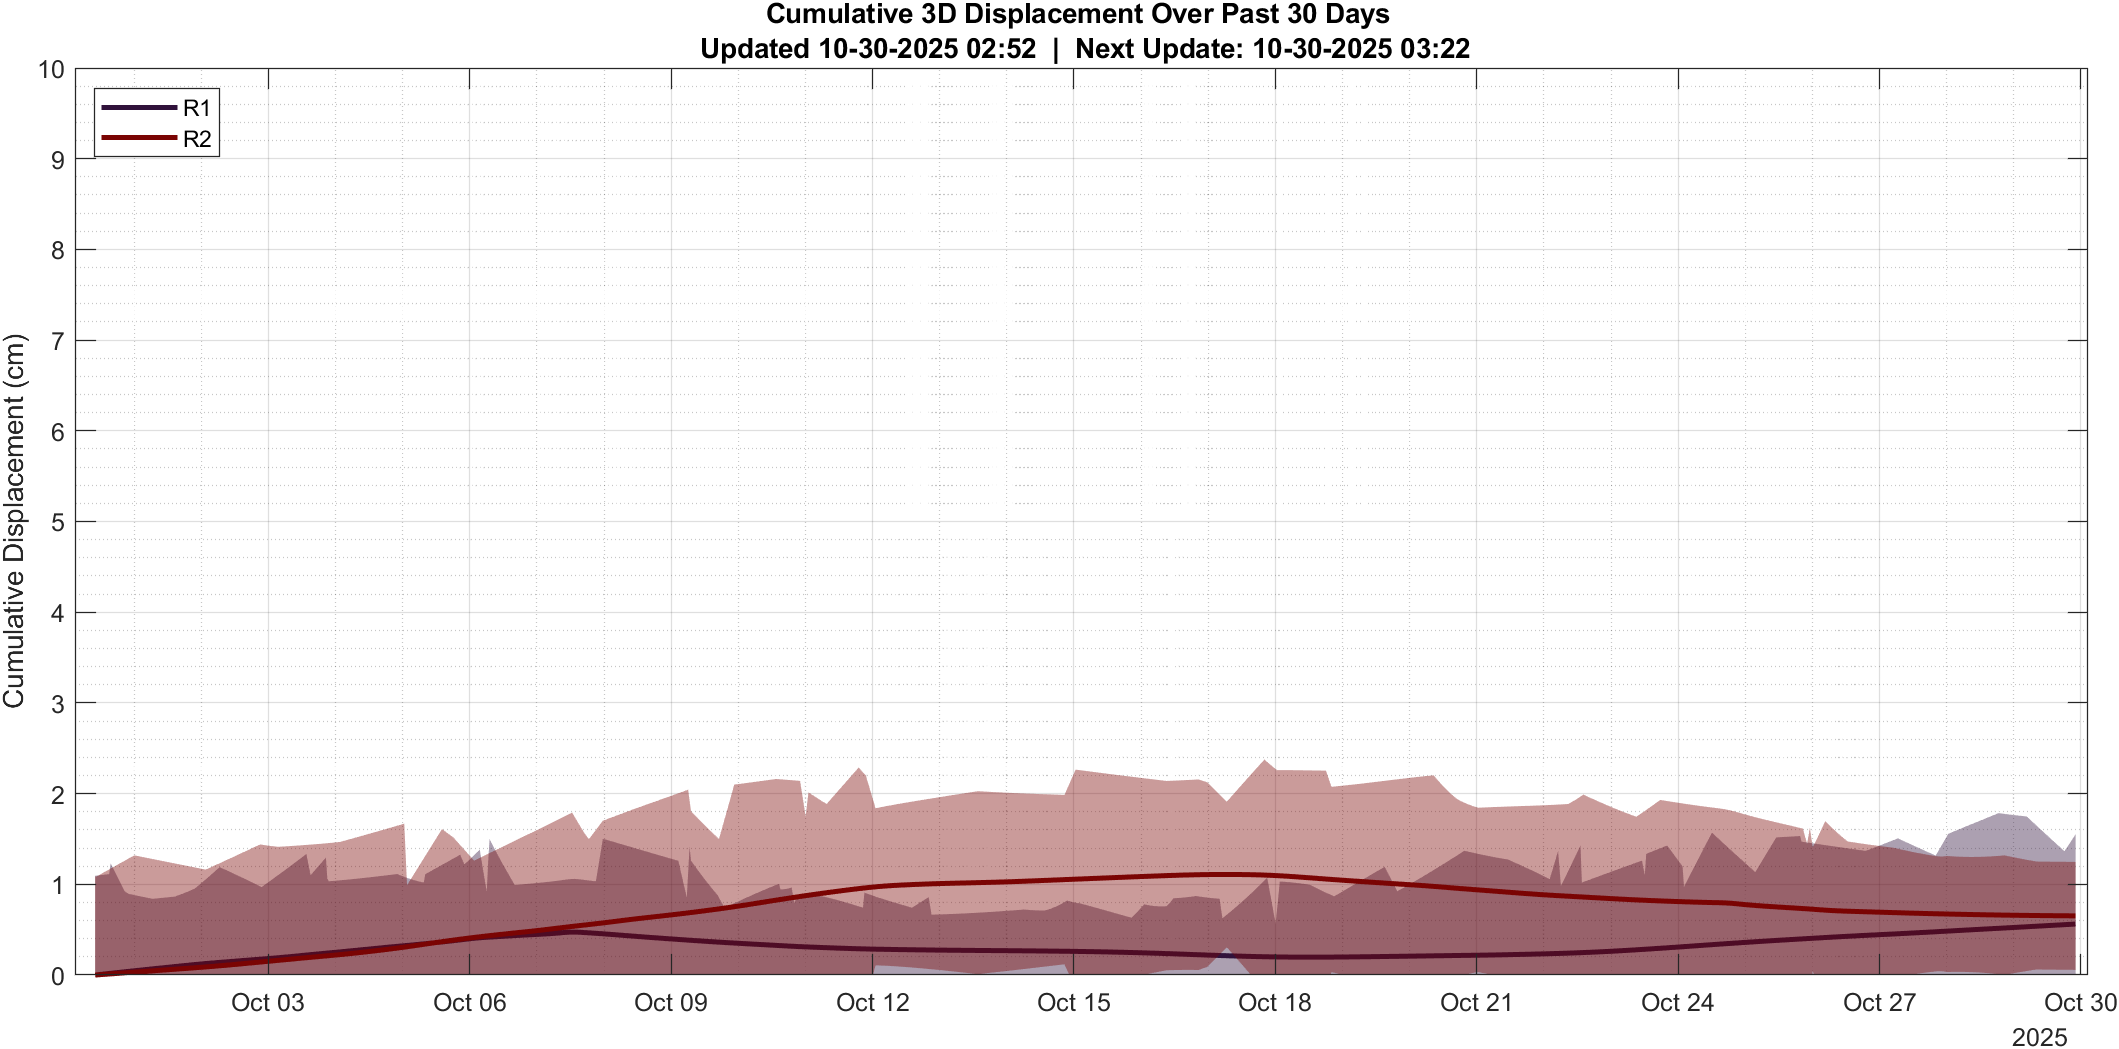 Cumulative 3D Displacement Over Past 30 Days
Updated 10-30-2025 02:52 | Next Update: 10-30-2025 03:22
R1
R2
Cumulative Displacement (cm)
10
9
8
7
6
5
4
3
2
1
0
Oct 03 Oct 06 Oct 09 Oct 12 Oct 15 Oct 18 Oct 21 Oct 24 Oct 27 Oct 30
2025